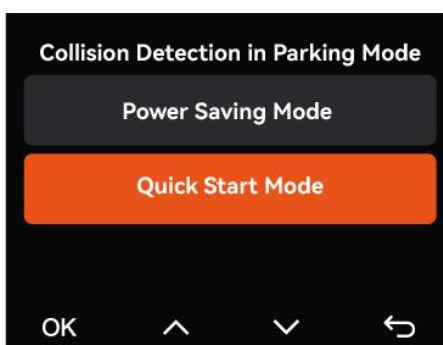 Collision Detection in Parking Mode
Power Saving Mode
Quick Start Mode
OK